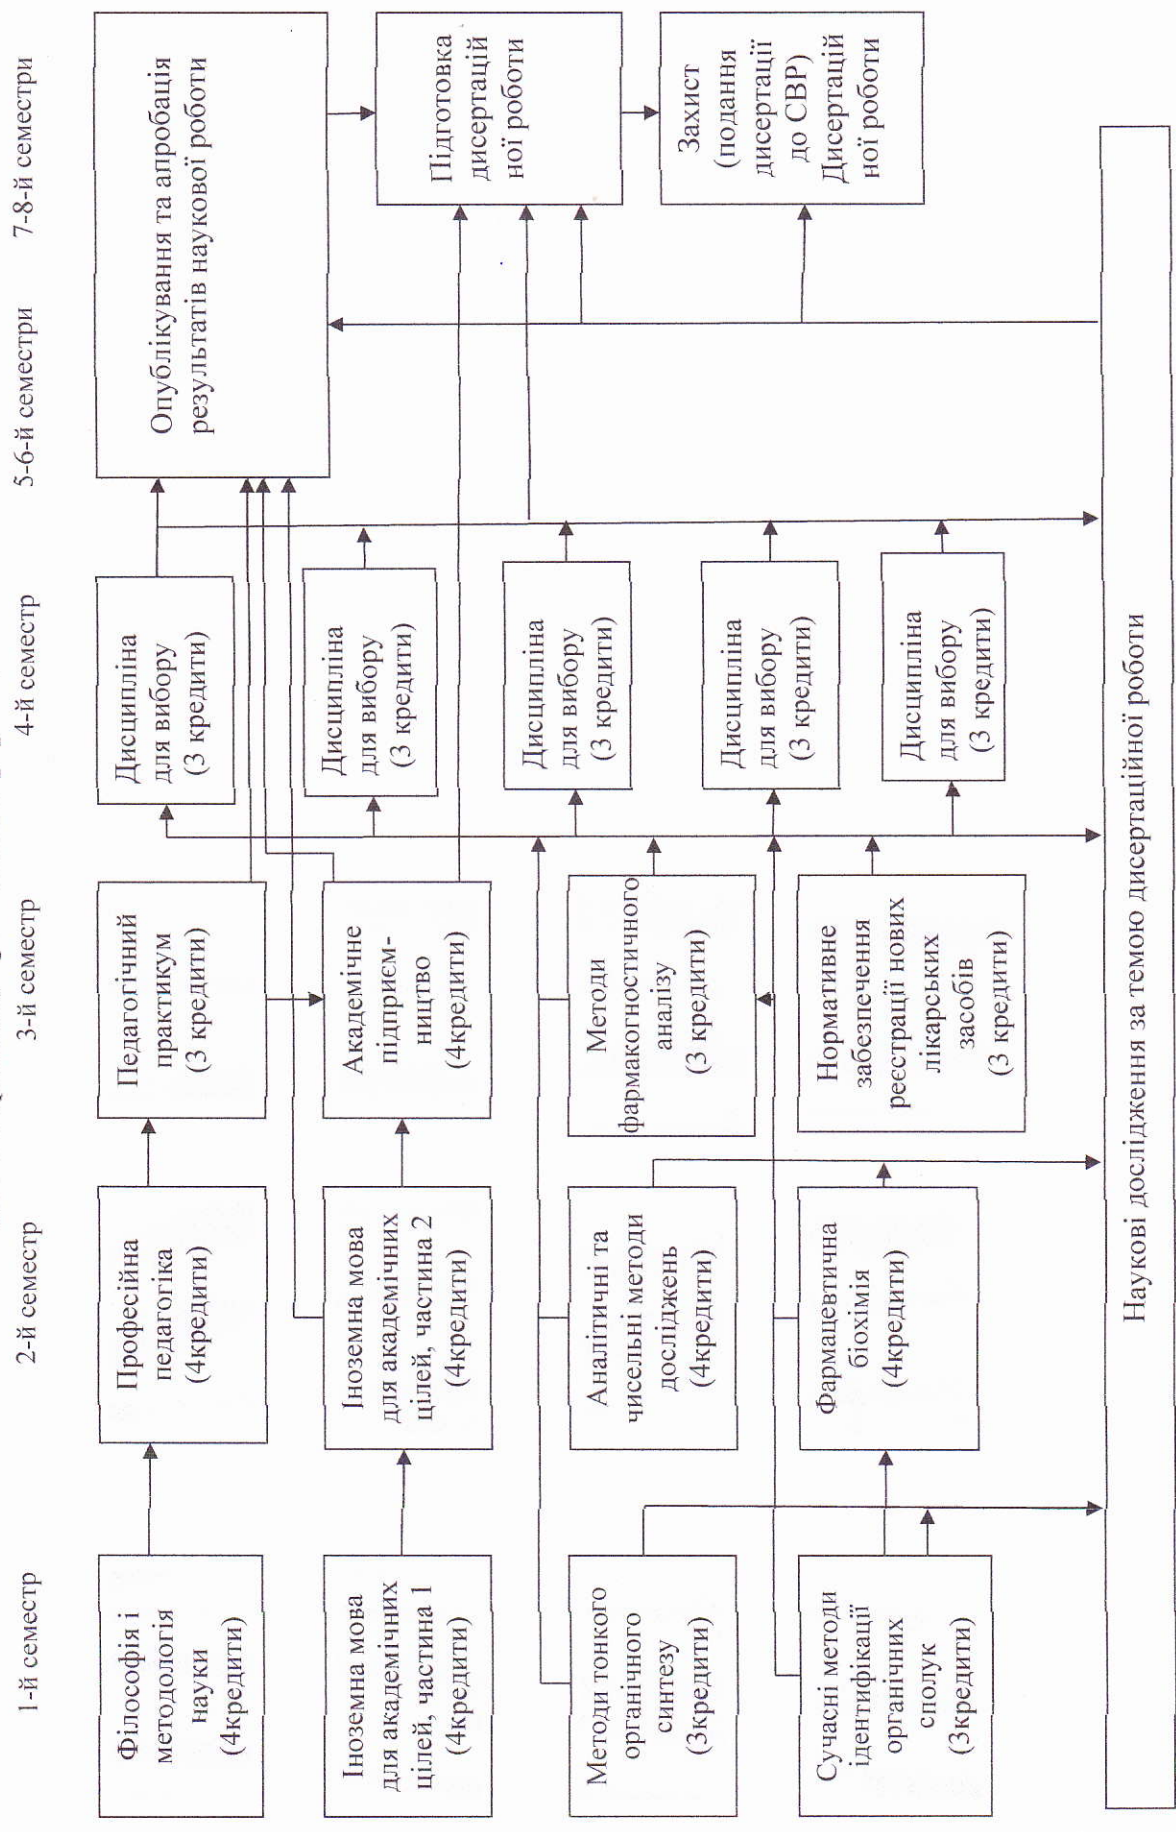 1-й семестр
2-й семестр
3-й семестр
4-й семестр
5-6-й семестри
7-8-й семестри
Філософія і
методологія
науки
(4кредити)
Професійна
педагогіка
(4кредити)
Педагогічний
практикум
(3 кредити)
Дисципліна
для вибору
(3 кредити)
Опублікування та апробація
результатів наукової роботи
Іноземна мова
для академічних
цілей, частина 1
(4кредити)
Іноземна мова
для академічних
цілей, частина 2
(4кредити)
Академічне
підприєм-
ництво
(4кредити)
Дисципліна
для вибору
(3 кредити)
Підготовка
дисертацій
ної роботи
Методи тонкого
органічного
синтезу
(3кредити)
Аналітичні та
чисельні методи
досліджень
(4кредити)
Методи
фармакогностичного
аналізу
(3 кредити)
Дисципліна
для вибору
(3 кредити)
Захист
(подання
дисертації
до СВР)
Дисертацій
ної роботи
Сучасні методи
ідентифікації
органічних
сполук
(3кредити)
Фармацевтична
біохімія
(4кредити)
Нормативне
забезпечення
реєстрації нових
лікарських
засобів
(3 кредити)
Дисципліна
для вибору
(3 кредити)
Дисципліна
для вибору
(3 кредити)
Наукові дослідження за темою дисертаційної роботи